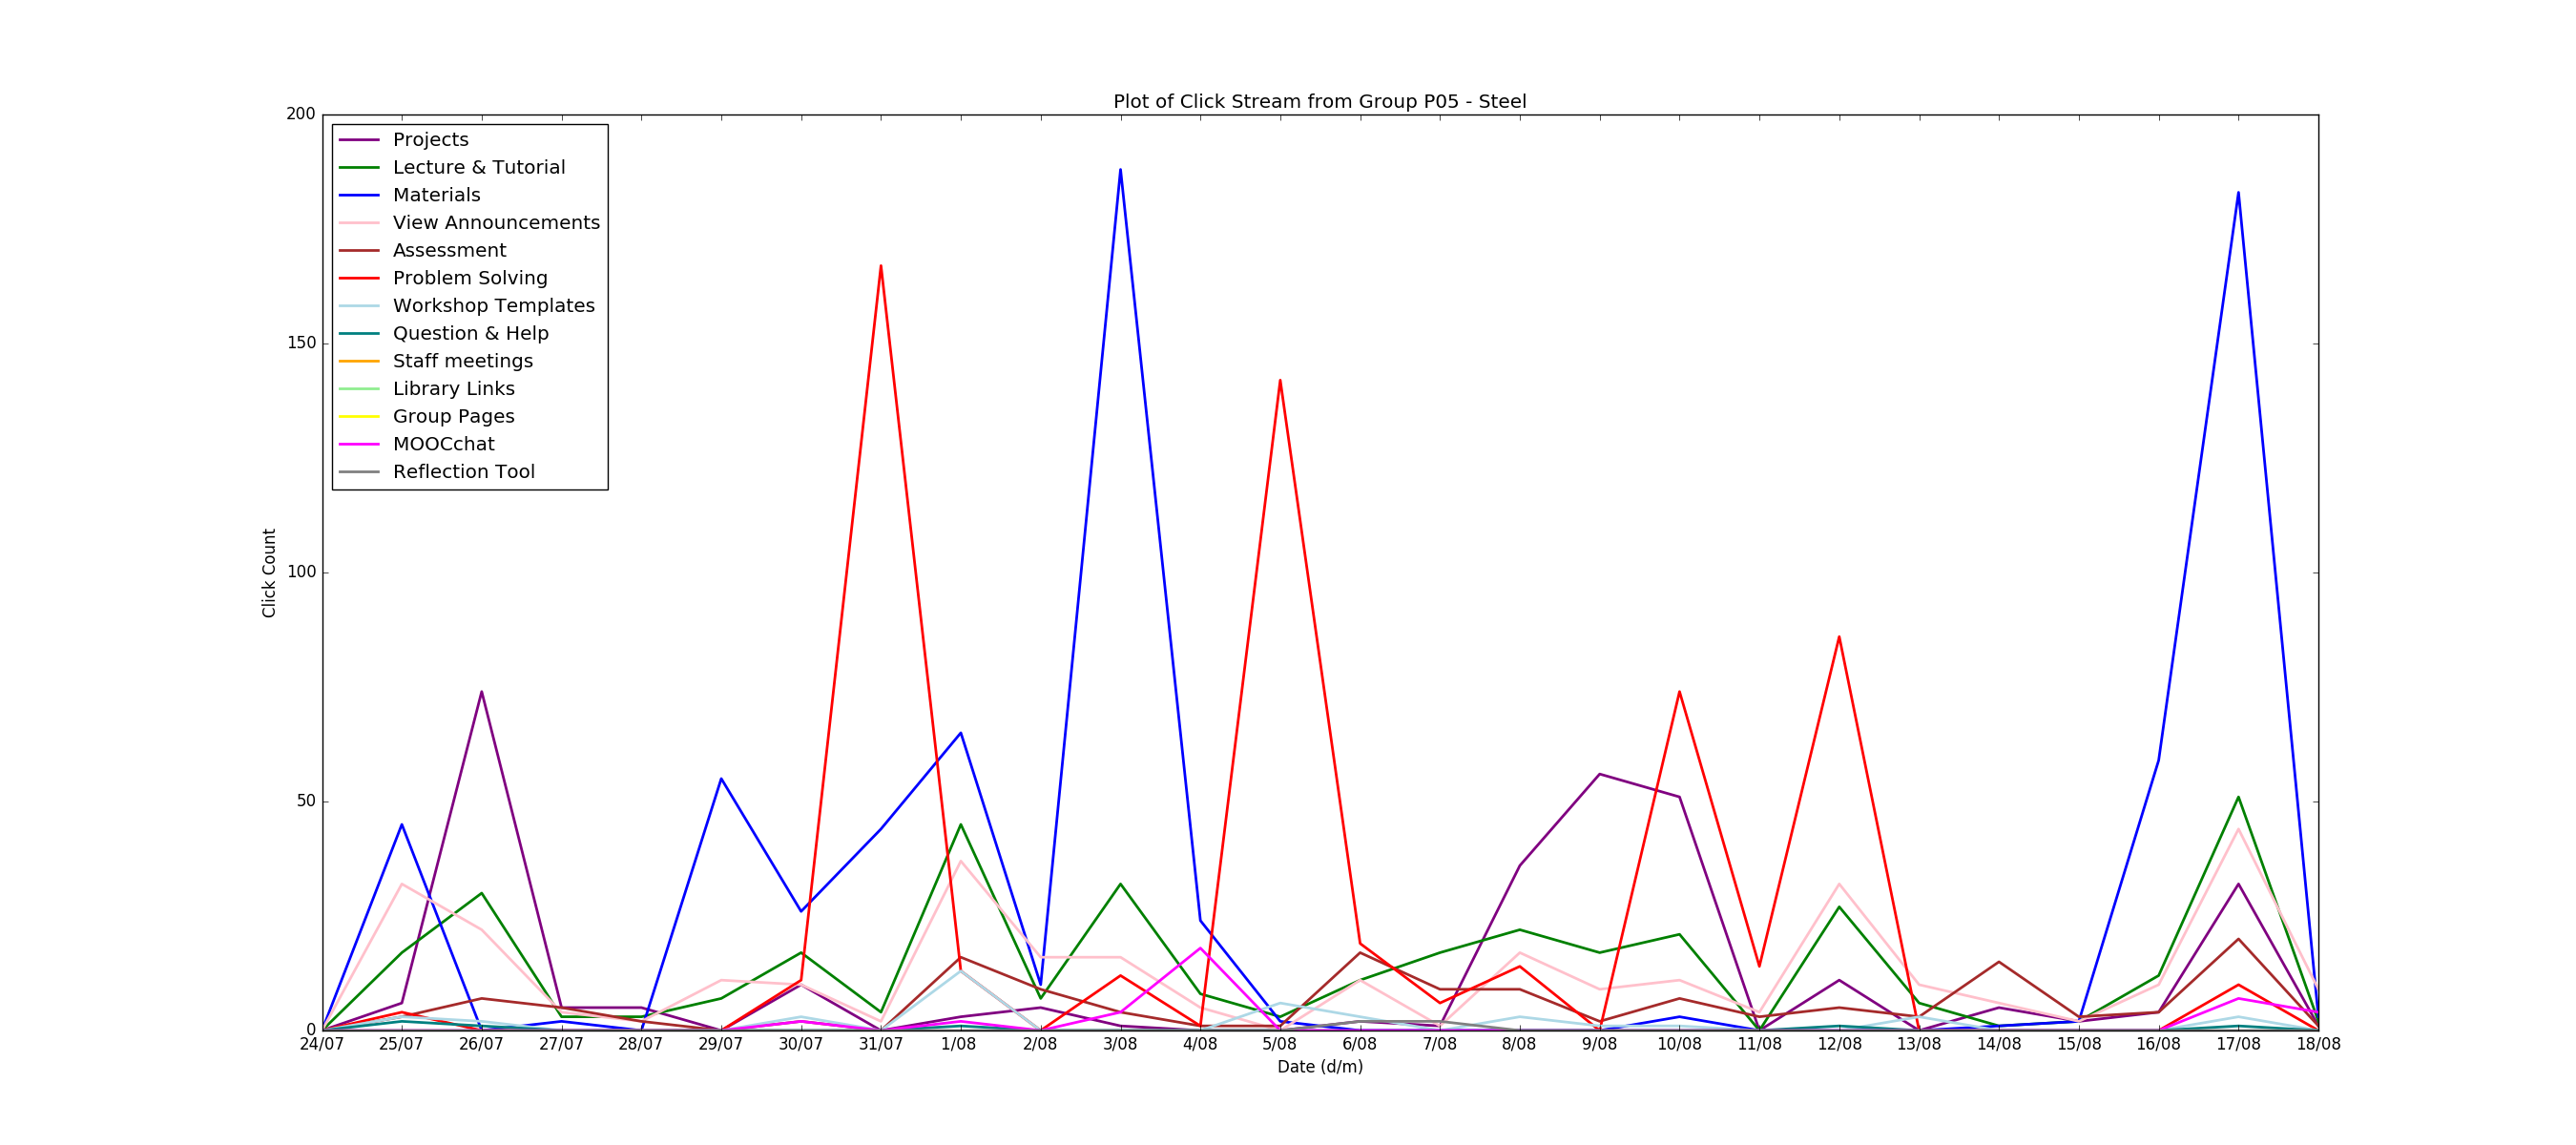 Plot of Click Stream from Group P05 - Steel
200
150
100
50
0
Click Count
Projects
Lecture & Tutorial
Materials
View Announcements
Assessment
Problem Solving
Workshop Templates
Question & Help
Staff meetings
Library Links
Group Pages
MOOCchat
Reflection Tool
24/07 25/07 26/07 27/07 28/07 29/07 30/07 31/07 1/08 2/08 3/08 4/08 5/08 6/08 7/08 8/08 9/08 10/08 11/08 12/08 13/08 14/08 15/08 16/08 17/08 18/08
Date (d/m)